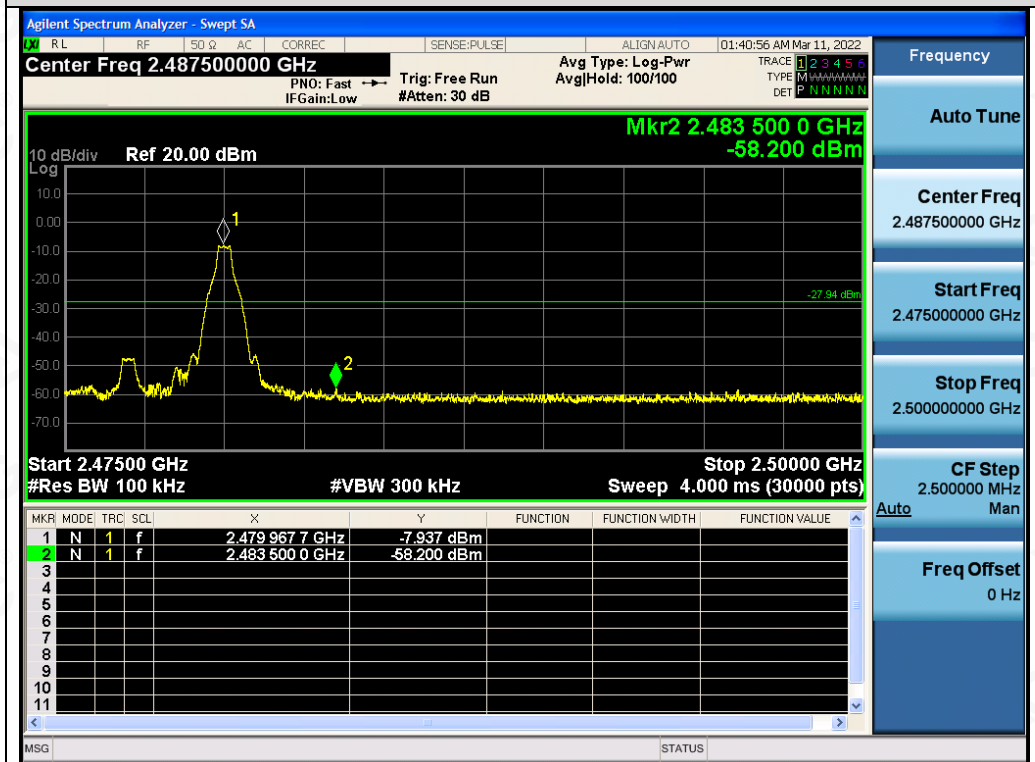 Agilent Spectrum Analyzer - Swept SA
LXI RL RF 50 Ω AC CORREC SENSE:PULSE ALIGNAUTO 01:40:56 AM Mar 11, 2022
Center Freq 2.487500000 GHz
PNO: Fast
IFGain:Low
Trig: Free Run
#Atten: 30 dB
Avg Type: Log-Pwr
Avg|Hold: 100/100
TRACE 1 2 3 4 5 6
TYPE M
DET P N N N N N
Mkr2 2.483 500 0 GHz
-58.200 dBm
10 dB/div Ref 20.00 dBm
Log
10.0
0.00
-10.0
-20.0
-30.0
-40.0
-50.0
-60.0
-70.0
1
2
-27.94 dBm
Start 2.47500 GHz Stop 2.50000 GHz
#Res BW 100 kHz #VBW 300 kHz Sweep 4.000 ms (30000 pts)
MKR MODE TRC SCL X Y FUNCTION FUNCTION WIDTH FUNCTION VALUE
1 N 1 f 2.479 967 7 GHz -7.937 dBm
2 N 1 f 2.483 500 0 GHz -58.200 dBm
3
4
5
6
7
8
9
10
11
MSG STATUS
Frequency
Auto Tune
Center Freq
2.487500000 GHz
Start Freq
2.475000000 GHz
Stop Freq
2.500000000 GHz
CF Step
2.500000 MHz
Auto Man
Freq Offset
0 Hz